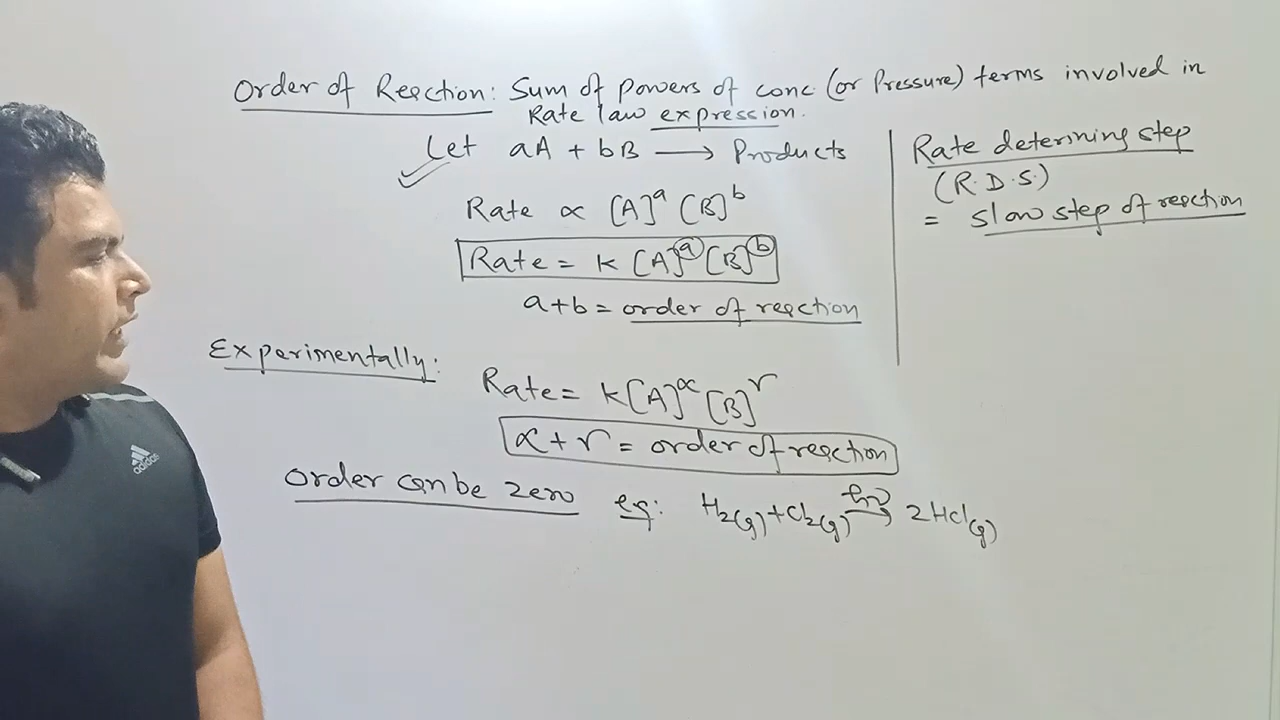 Order of Reaction: Sum of Powers of conc (or Pressure) terms involved in
Rate law expression.
Let aA + bB → Products
Rate ∝ [A]ᵃ [B]ᵇ
Rate = k [A]ᵃ [B]ᵇ
a+b = order of reaction
Rate determining step
(R.D.S.)
= slow step of reaction
Experimentally:
Rate = k[A]^α [B]^r
α + r = order of reaction
Order can be zero eg: H₂(g) + Cl₂(g) →hν 2HCl(g)
adidas